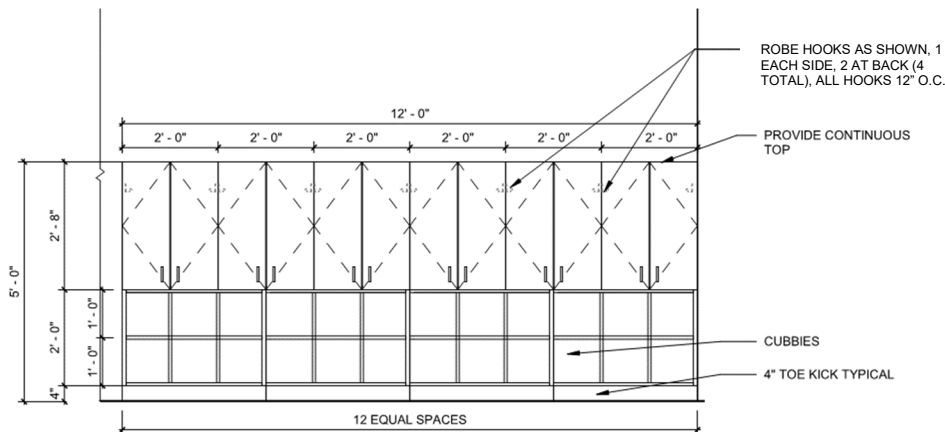 ROBE HOOKS AS SHOWN, 1
EACH SIDE, 2 AT BACK (4
TOTAL), ALL HOOKS 12" O.C.
12' - 0"
2' - 0" 2' - 0" 2' - 0" 2' - 0" 2' - 0" 2' - 0"
PROVIDE CONTINUOUS
TOP
2' - 8"
5' - 0"
2' - 0"
1' - 0"
1' - 0"
4"
CUBBIES
4" TOE KICK TYPICAL
12 EQUAL SPACES